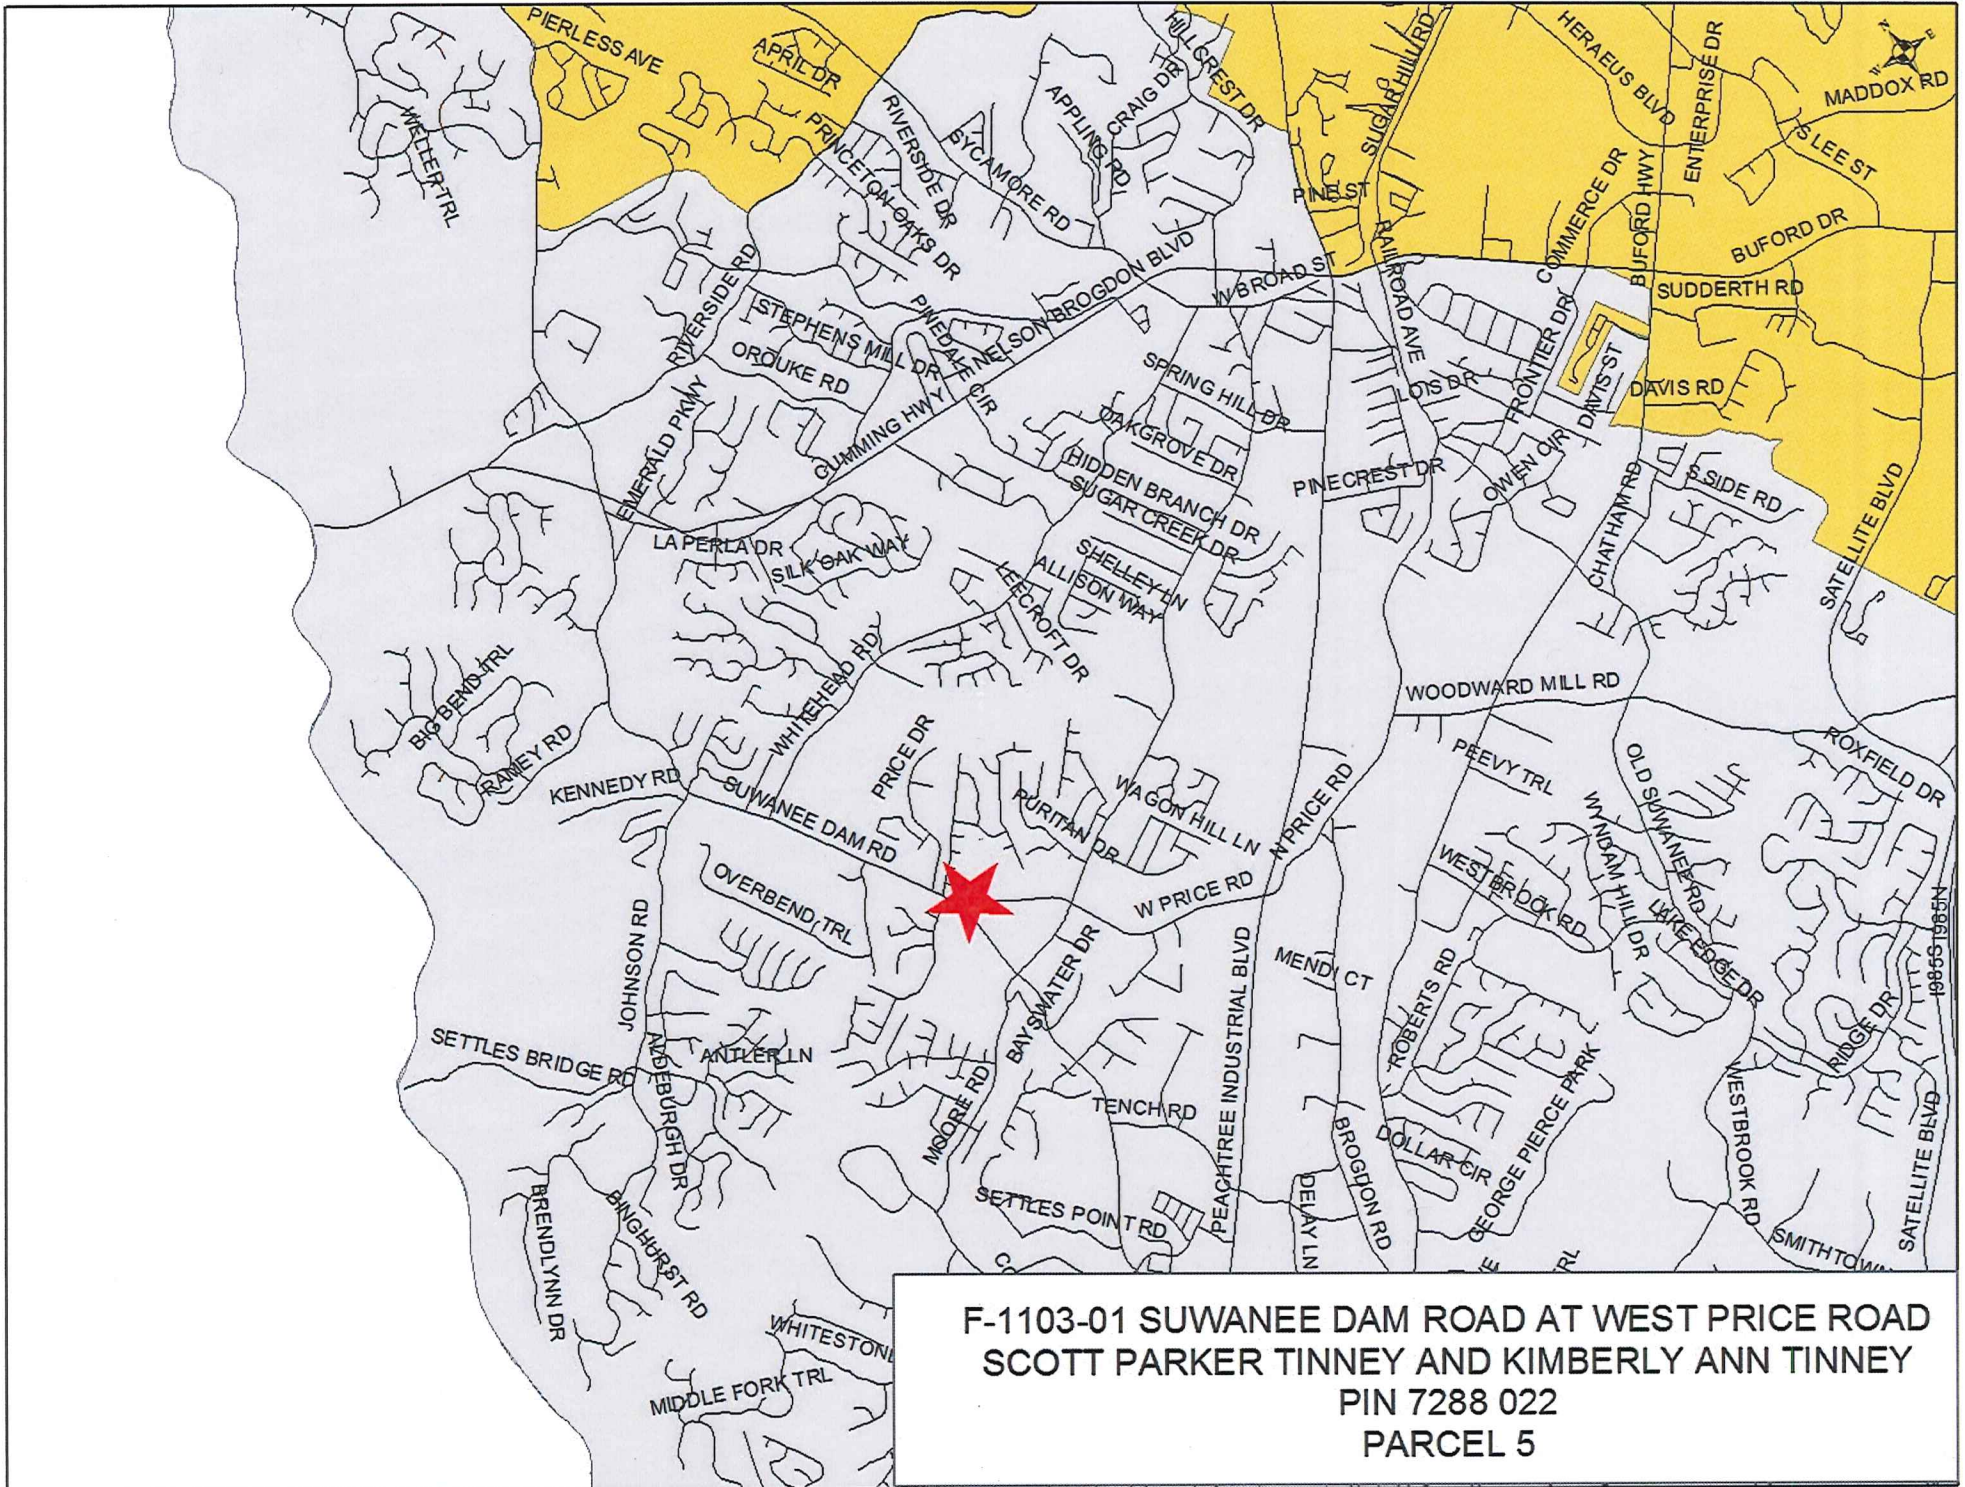 PIERLESS AVE
APRIL DR
HILLCREST DR
SUGAR HILL RD
HERAEUS BLVD
ENTERPRISE DR
N
E
W
MADDOX RD
WELLER TRL
PRINCETON OAKS DR
RIVERSIDE DR
SYCAMORE RD
APPLING RD
CRAIG DR
PINE ST
RAILROAD AVE
COMMERCE DR
BUFORD HWY
S LEE ST
BUFORD DR
SUDDERTH RD
RIVERSIDE RD
STEPHENS MILL DR
OROUKE RD
PINEDALE CIR
NELSON BROGDON BLVD
W BROAD ST
FRONTIER DR
DAVIS ST
DAVIS RD
LOIS DR
SPRING HILL DR
OAKGROVE DR
EMERALD PKWY
CUMMING HWY
HIDDEN BRANCH DR
SUGAR CREEK DR
PINECREST DR
OWEN CIR
CHATHAM RD
S SIDE RD
SATELLITE BLVD
LA PERLA DR
SILK OAK WAY
SHELLEY LN
ALLISON WAY
LEECROFT DR
BIG BEND TRL
RAMEY RD
KENNEDY RD
WHITEHEAD RD
PRICE DR
SUWANEE DAM RD
PURITAN DR
WAGON HILL LN
N PRICE RD
WOODWARD MILL RD
PEEVY TRL
OLD SUWANEE RD
ROXFIELD DR
WYNDAM HILL DR
WESTBROOK RD
LAKE EDGE DR
OVERBEND TRL
W PRICE RD
JOHNSON RD
BAYSWATER DR
PEACHTREE INDUSTRIAL BLVD
MENDI CT
ROBERTS RD
I985S I985N
RIDGE DR
SETTLES BRIDGE RD
ALDEBURGH DR
ANTLER LN
MOORE RD
TENCH RD
BROGDON RD
DOLLAR CIR
GEORGE PIERCE PARK
WESTBROOK RD
SATELLITE BLVD
BRENDLYNN DR
BINGHURST RD
SETTLES POINT RD
DELAY LN
SMITHTOWN
CO
VE
TRL
WHITESTON
MIDDLE FORK TRL
F-1103-01 SUWANEE DAM ROAD AT WEST PRICE ROAD
SCOTT PARKER TINNEY AND KIMBERLY ANN TINNEY
PIN 7288 022
PARCEL 5